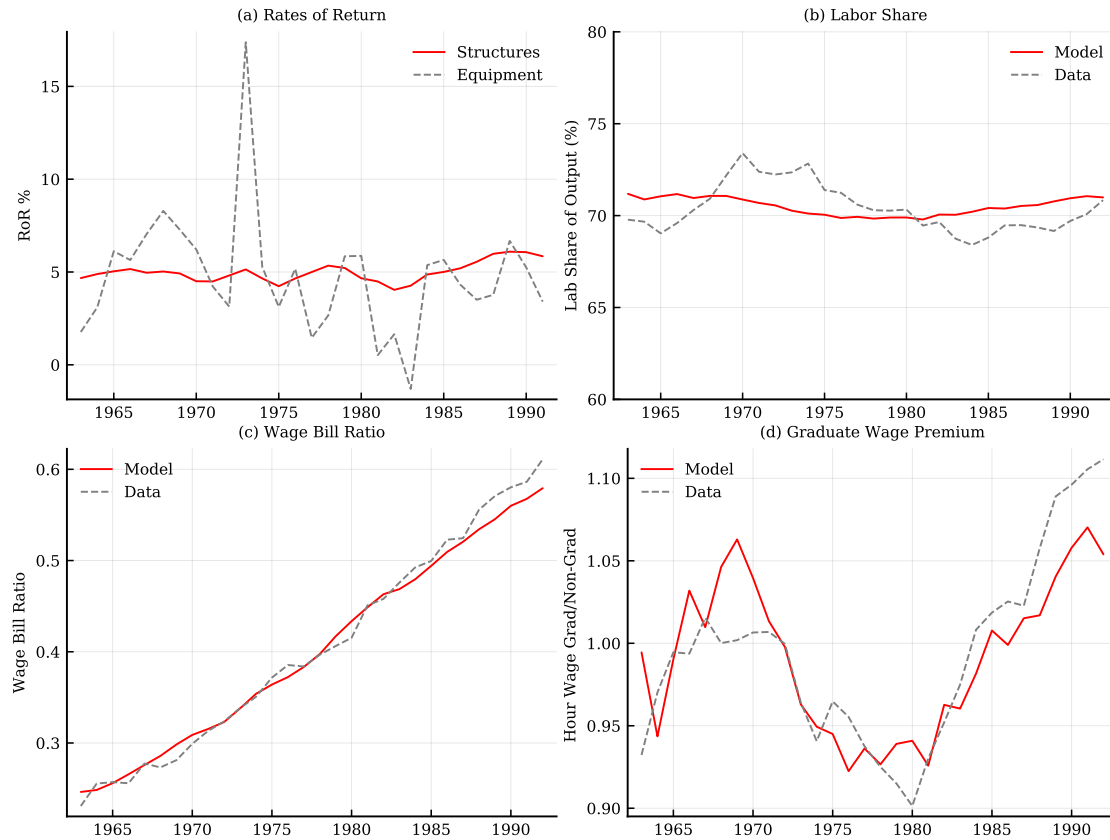 (a) Rates of Return
Structures
Equipment
RoR %
15
10
5
0
1965 1970 1975 1980 1985 1990
(b) Labor Share
Model
Data
Lab Share of Output (%)
80
75
70
65
60
1965 1970 1975 1980 1985 1990
(c) Wage Bill Ratio
Model
Data
Wage Bill Ratio
0.6
0.5
0.4
0.3
1965 1970 1975 1980 1985 1990
(d) Graduate Wage Premium
Model
Data
Hour Wage Grad/Non-Grad
1.10
1.05
1.00
0.95
0.90
1965 1970 1975 1980 1985 1990